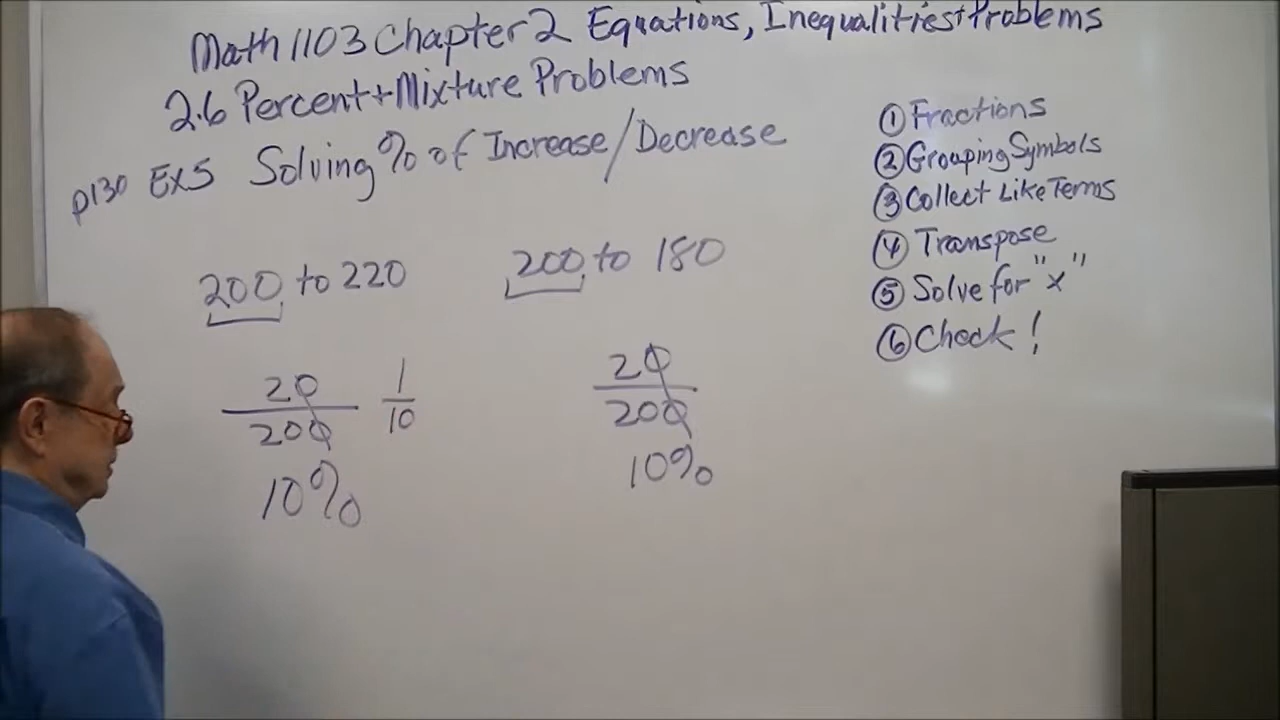 Math 1103 Chapter 2 Equations, Inequalities + Problems
2.6 Percent + Mixture Problems
p130 EX5 Solving % of Increase/Decrease
200 to 220
20
200
1
10
10%
200 to 180
20
200
10%
① Fractions
② Grouping Symbols
③ Collect Like Terms
④ Transpose
⑤ Solve for "x"
⑥ Check!